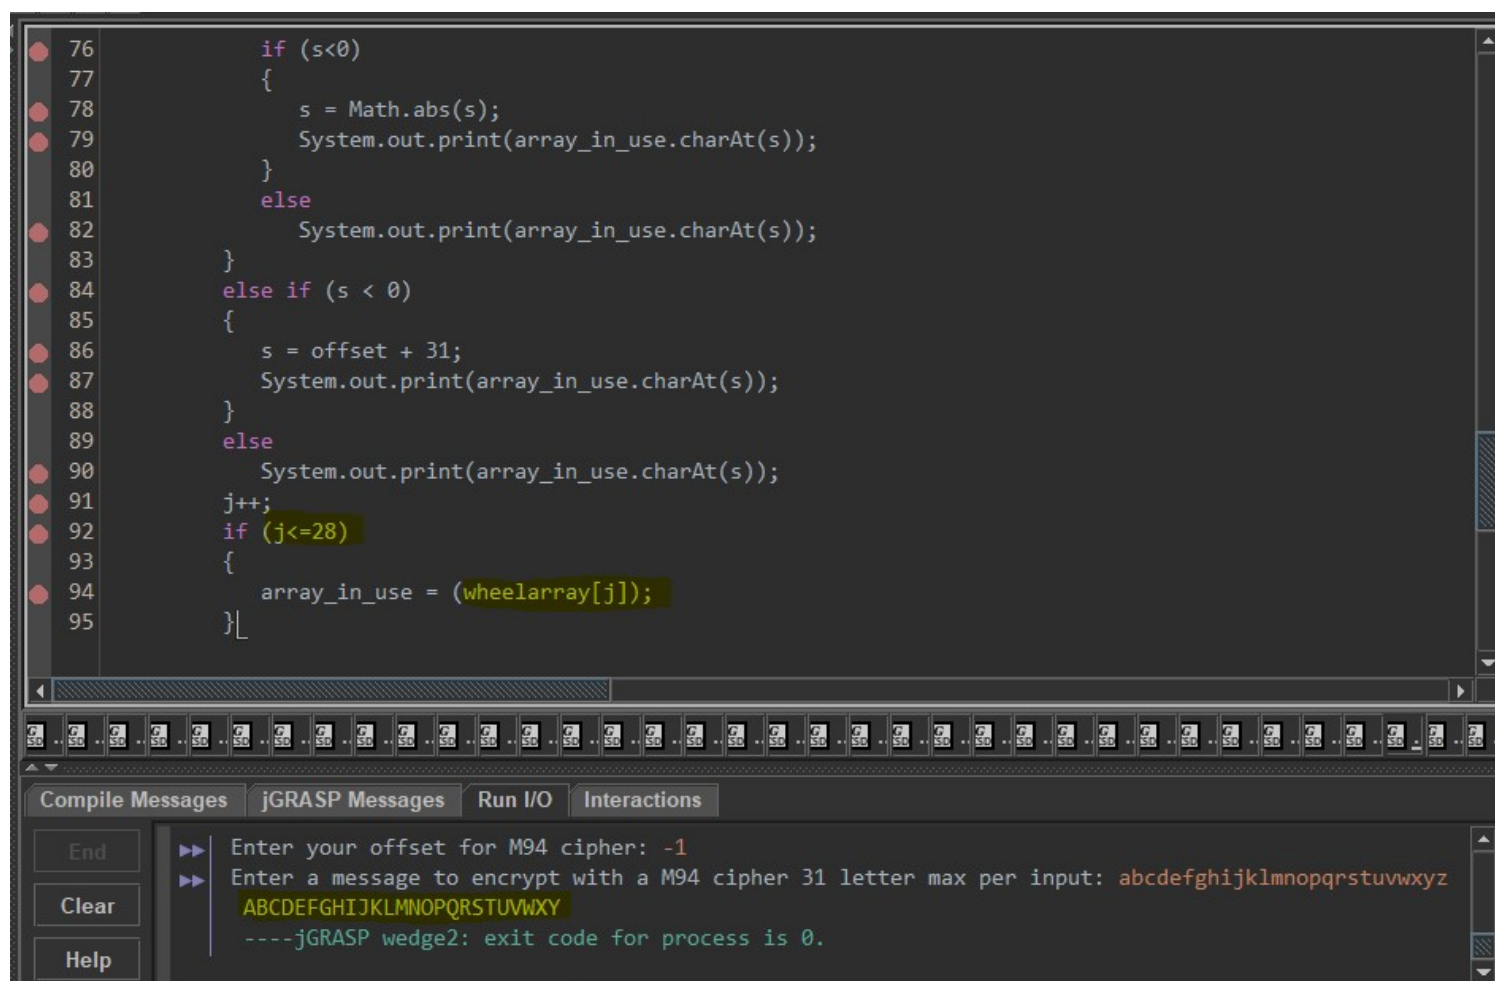 76 if (s<0)
77 {
78 s = Math.abs(s);
79 System.out.print(array_in_use.charAt(s));
80 }
81 else
82 System.out.print(array_in_use.charAt(s));
83 }
84 else if (s < 0)
85 {
86 s = offset + 31;
87 System.out.print(array_in_use.charAt(s));
88 }
89 else
90 System.out.print(array_in_use.charAt(s));
91 j++;
92 if (j<=28)
93 {
94 array_in_use = (wheelarray[j]);
95 }
Compile Messages jGRASP Messages Run I/O Interactions
End
Clear
Help
Enter your offset for M94 cipher: -1
Enter a message to encrypt with a M94 cipher 31 letter max per input: abcdefghijklmnopqrstuvwxyz
ABCDEFGHIJKLMNOPQRSTUVWXY
----jGRASP wedge2: exit code for process is 0.